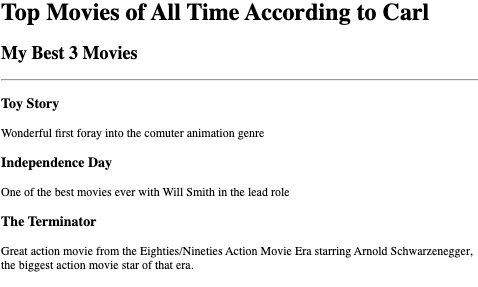 Top Movies of All Time According to Carl
My Best 3 Movies
Toy Story
Wonderful first foray into the comuter animation genre
Independence Day
One of the best movies ever with Will Smith in the lead role
The Terminator
Great action movie from the Eighties/Nineties Action Movie Era starring Arnold Schwarzenegger,
the biggest action movie star of that era.